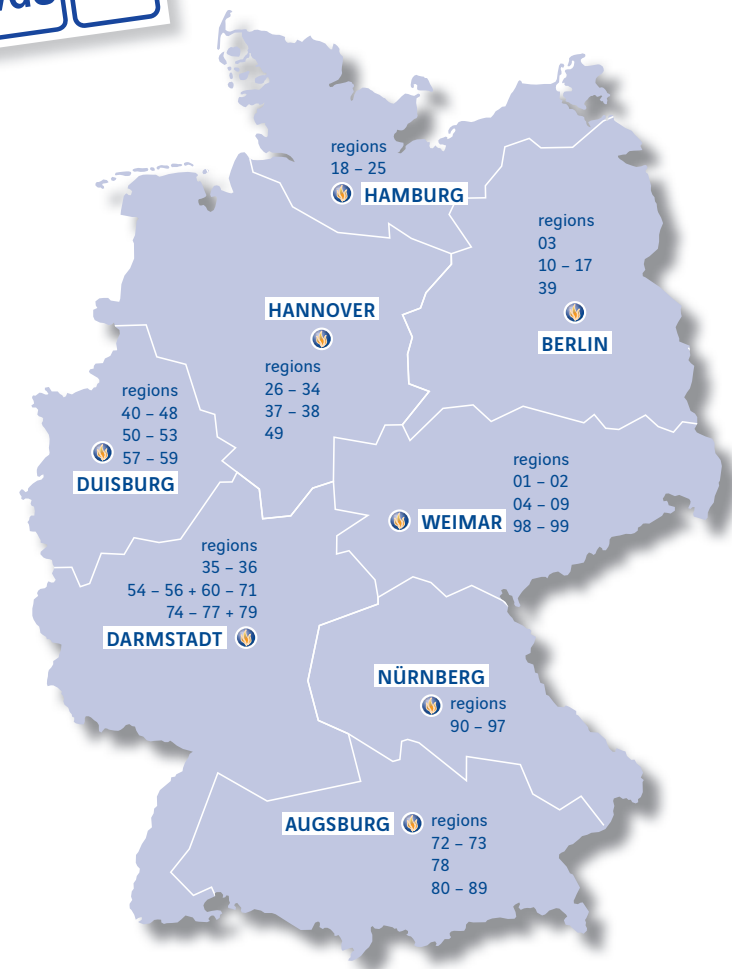 regions
18 – 25
HAMBURG
regions
03
10 – 17
39
BERLIN
HANNOVER
regions
26 – 34
37 – 38
49
regions
40 – 48
50 – 53
57 – 59
DUISBURG
regions
01 – 02
04 – 09
98 – 99
WEIMAR
regions
35 – 36
54 – 56 + 60 – 71
74 – 77 + 79
DARMSTADT
NÜRNBERG
regions
90 – 97
AUGSBURG
regions
72 – 73
78
80 – 89